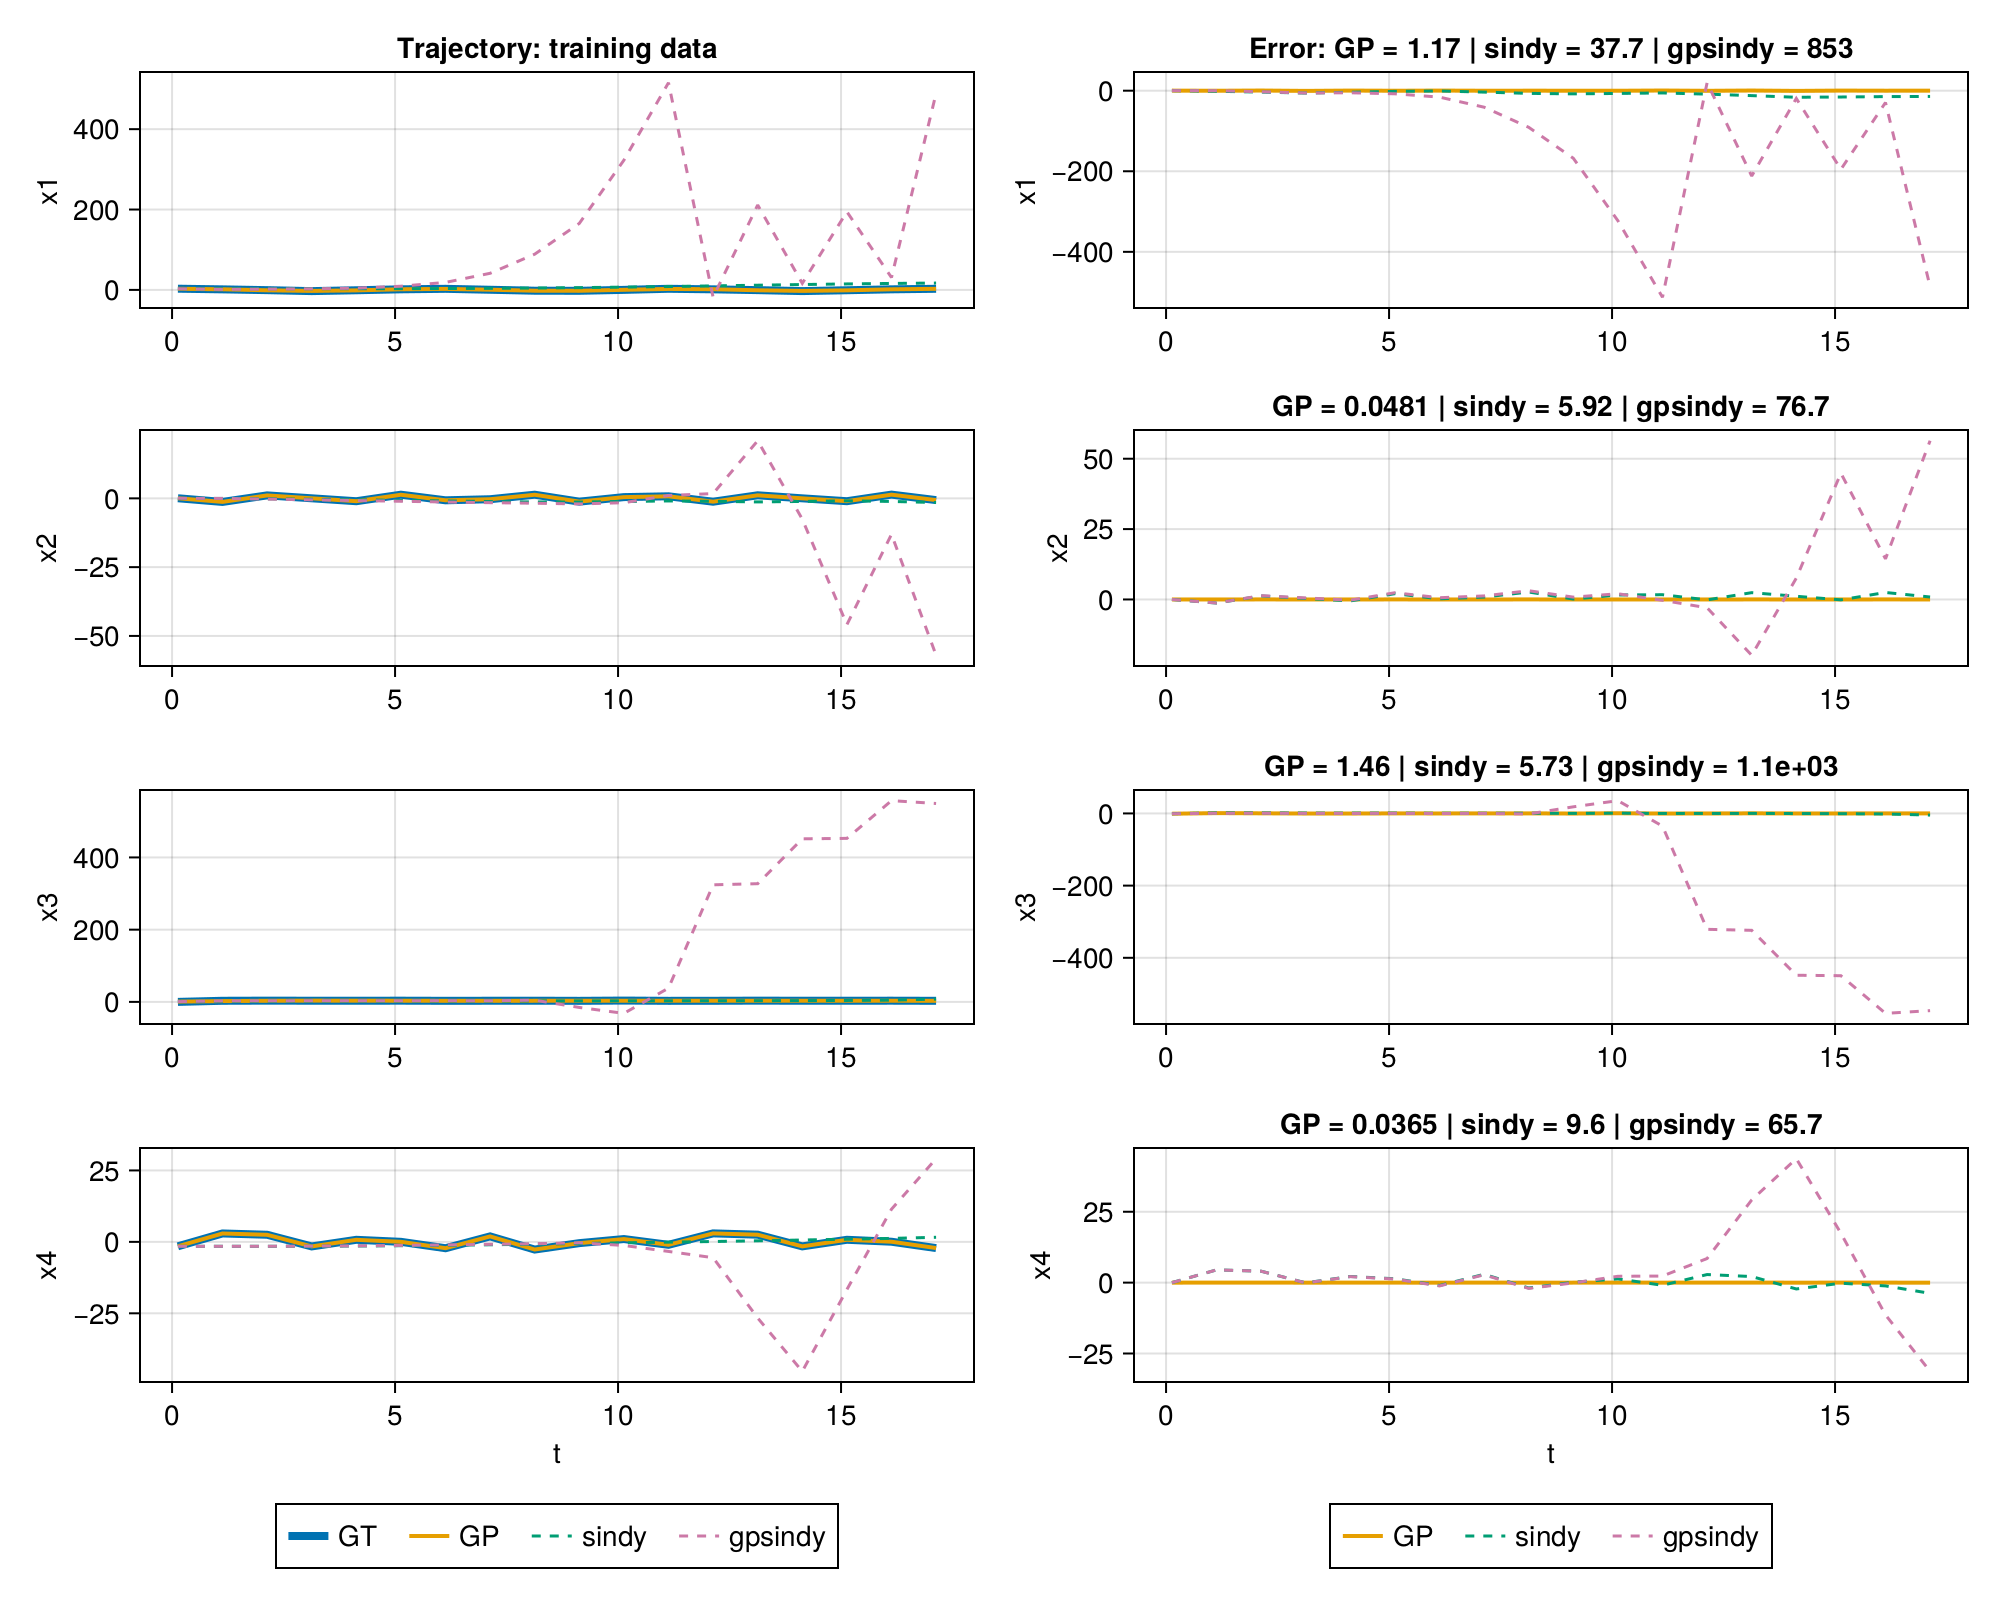 Trajectory: training data
Error: GP = 1.17 | sindy = 37.7 | gpsindy = 853
x1
400
200
0
0 5 10 15
x1
0
−200
−400
0 5 10 15
GP = 0.0481 | sindy = 5.92 | gpsindy = 76.7
x2
0
−25
−50
0 5 10 15
x2
50
25
0
0 5 10 15
GP = 1.46 | sindy = 5.73 | gpsindy = 1.1e+03
x3
400
200
0
0 5 10 15
x3
0
−200
−400
0 5 10 15
GP = 0.0365 | sindy = 9.6 | gpsindy = 65.7
x4
25
0
−25
0 5 10 15
t
x4
25
0
−25
0 5 10 15
t
GT GP sindy gpsindy
GP sindy gpsindy